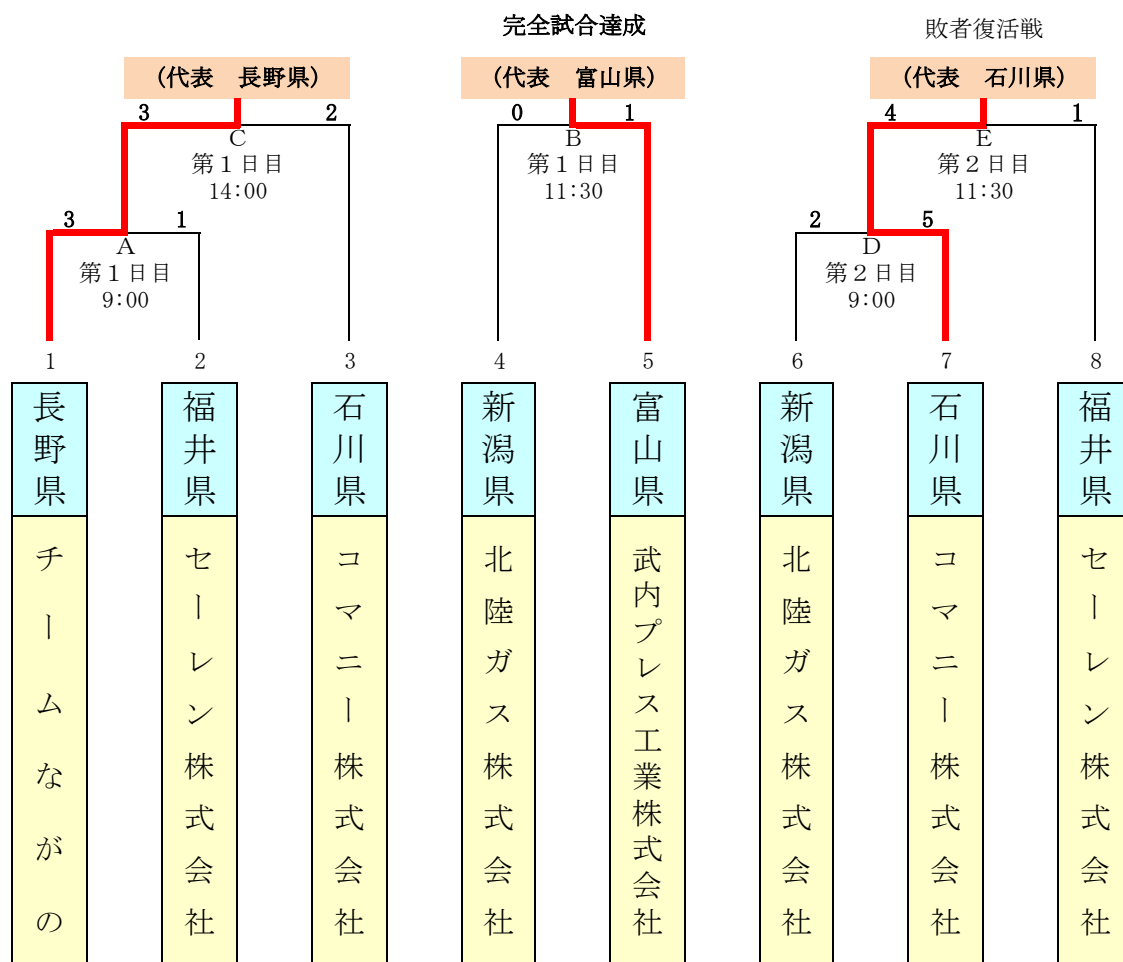 完全試合達成
敗者復活戦
(代表　長野県)
(代表　富山県)
(代表　石川県)
3
2
0
1
4
1
C
第1日目
14:00
B
第1日目
11:30
E
第2日目
11:30
3
1
A
第1日目
9:00
2
5
D
第2日目
9:00
1
2
3
4
5
6
7
8
長野県
チームながの
福井県
セーレン株式会社
石川県
コマニー株式会社
新潟県
北陸ガス株式会社
富山県
武内プレス工業株式会社
新潟県
北陸ガス株式会社
石川県
コマニー株式会社
福井県
セーレン株式会社